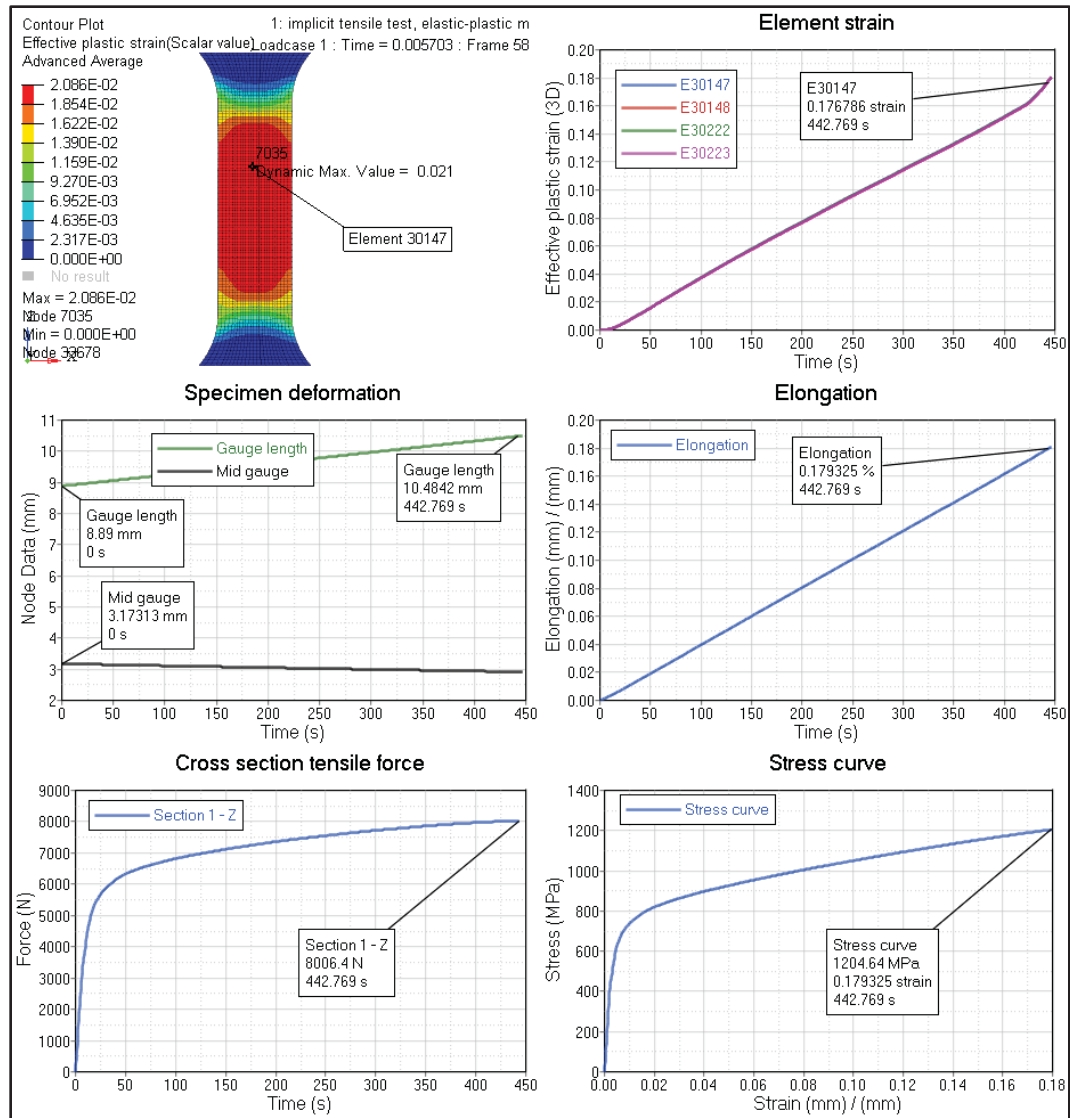 Contour Plot
Effective plastic strain(Scalar value)
Advanced Average
1: implicit tensile test, elastic-plastic m
Loadcase 1 : Time = 0.005703 : Frame 58
2.086E-02
1.854E-02
1.622E-02
1.390E-02
1.159E-02
9.270E-03
6.952E-03
4.635E-03
2.317E-03
0.000E+00
No result
Max = 2.086E-02
Node 7035
Min = 0.000E+00
Node 33678
Z
X
7035
Dynamic Max. Value = 0.021
Element 30147
Element strain
Effective plastic strain (3D)
0.20
0.18
0.16
0.14
0.12
0.10
0.08
0.06
0.04
0.02
0.00
E30147
E30148
E30222
E30223
E30147
0.176786 strain
442.769 s
0 50 100 150 200 250 300 350 400 450
Time (s)
Specimen deformation
Node Data (mm)
11
10
9
8
7
6
5
4
3
2
Gauge length
Mid gauge
Gauge length
10.4842 mm
442.769 s
Gauge length
8.89 mm
0 s
Mid gauge
3.17313 mm
0 s
0 50 100 150 200 250 300 350 400 450
Time (s)
Elongation
Elongation (mm) / (mm)
0.20
0.18
0.16
0.14
0.12
0.10
0.08
0.06
0.04
0.02
0.00
Elongation
Elongation
0.179325 %
442.769 s
0 50 100 150 200 250 300 350 400 450
Time (s)
Cross section tensile force
Force (N)
9000
8000
7000
6000
5000
4000
3000
2000
1000
0
Section 1 - Z
Section 1 - Z
8006.4 N
442.769 s
0 50 100 150 200 250 300 350 400 450
Time (s)
Stress curve
Stress (MPa)
1400
1200
1000
800
600
400
200
0
Stress curve
Stress curve
1204.64 MPa
0.179325 strain
442.769 s
0.00 0.02 0.04 0.06 0.08 0.10 0.12 0.14 0.16 0.18
Strain (mm) / (mm)